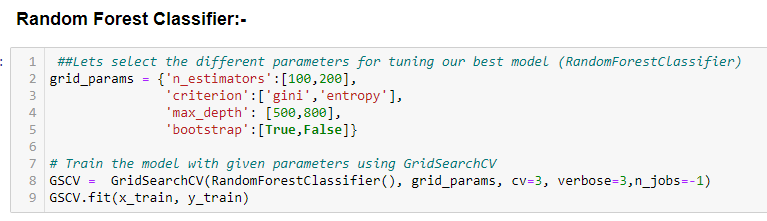 Random Forest Classifier:-
:
1 ##Lets select the different parameters for tuning our best model (RandomForestClassifier)
2 grid_params = {'n_estimators':[100,200],
3 'criterion':['gini','entropy'],
4 'max_depth': [500,800],
5 'bootstrap':[True,False]}
6
7 # Train the model with given parameters using GridSearchCV
8 GSCV =  GridSearchCV(RandomForestClassifier(), grid_params, cv=3, verbose=3,n_jobs=-1)
9 GSCV.fit(x_train, y_train)